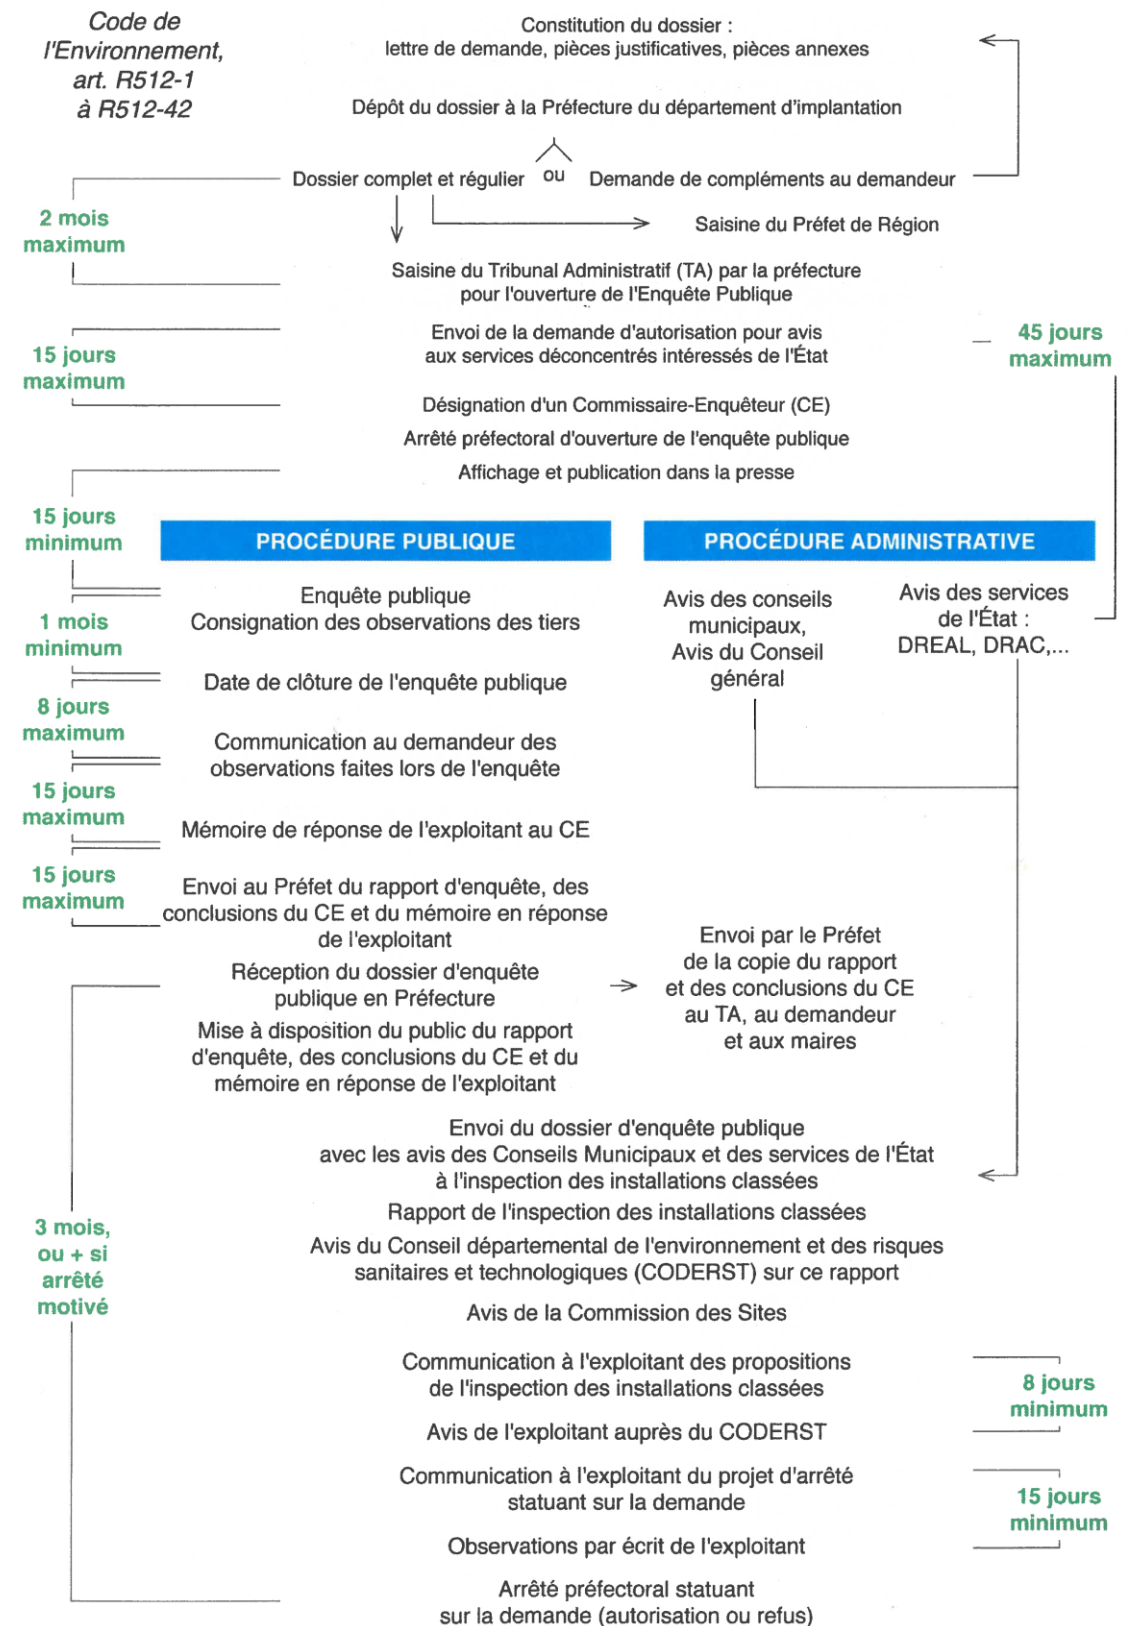 Code de
l'Environnement,
art. R512-1
à R512-42
Constitution du dossier :
lettre de demande, pièces justificatives, pièces annexes
Dépôt du dossier à la Préfecture du département d'implantation
Dossier complet et régulier ou Demande de compléments au demandeur
2 mois
maximum
Saisine du Préfet de Région
Saisine du Tribunal Administratif (TA) par la préfecture
pour l'ouverture de l'Enquête Publique
15 jours
maximum
Envoi de la demande d'autorisation pour avis
aux services déconcentrés intéressés de l'État
45 jours
maximum
Désignation d'un Commissaire-Enquêteur (CE)
Arrêté préfectoral d'ouverture de l'enquête publique
Affichage et publication dans la presse
15 jours
minimum
PROCÉDURE PUBLIQUE
PROCÉDURE ADMINISTRATIVE
1 mois
minimum
Enquête publique
Consignation des observations des tiers
Avis des conseils
municipaux,
Avis du Conseil
général
Avis des services
de l'État :
DREAL, DRAC,...
Date de clôture de l'enquête publique
8 jours
maximum
Communication au demandeur des
observations faites lors de l'enquête
15 jours
maximum
Mémoire de réponse de l'exploitant au CE
15 jours
maximum
Envoi au Préfet du rapport d'enquête, des
conclusions du CE et du mémoire en réponse
de l'exploitant
Réception du dossier d'enquête
publique en Préfecture
Envoi par le Préfet
de la copie du rapport
et des conclusions du CE
au TA, au demandeur
et aux maires
Mise à disposition du public du rapport
d'enquête, des conclusions du CE et du
mémoire en réponse de l'exploitant
Envoi du dossier d'enquête publique
avec les avis des Conseils Municipaux et des services de l'État
à l'inspection des installations classées
Rapport de l'inspection des installations classées
3 mois,
ou + si
arrêté
motivé
Avis du Conseil départemental de l'environnement et des risques
sanitaires et technologiques (CODERST) sur ce rapport
Avis de la Commission des Sites
Communication à l'exploitant des propositions
de l'inspection des installations classées
8 jours
minimum
Avis de l'exploitant auprès du CODERST
Communication à l'exploitant du projet d'arrêté
statuant sur la demande
15 jours
minimum
Observations par écrit de l'exploitant
Arrêté préfectoral statuant
sur la demande (autorisation ou refus)